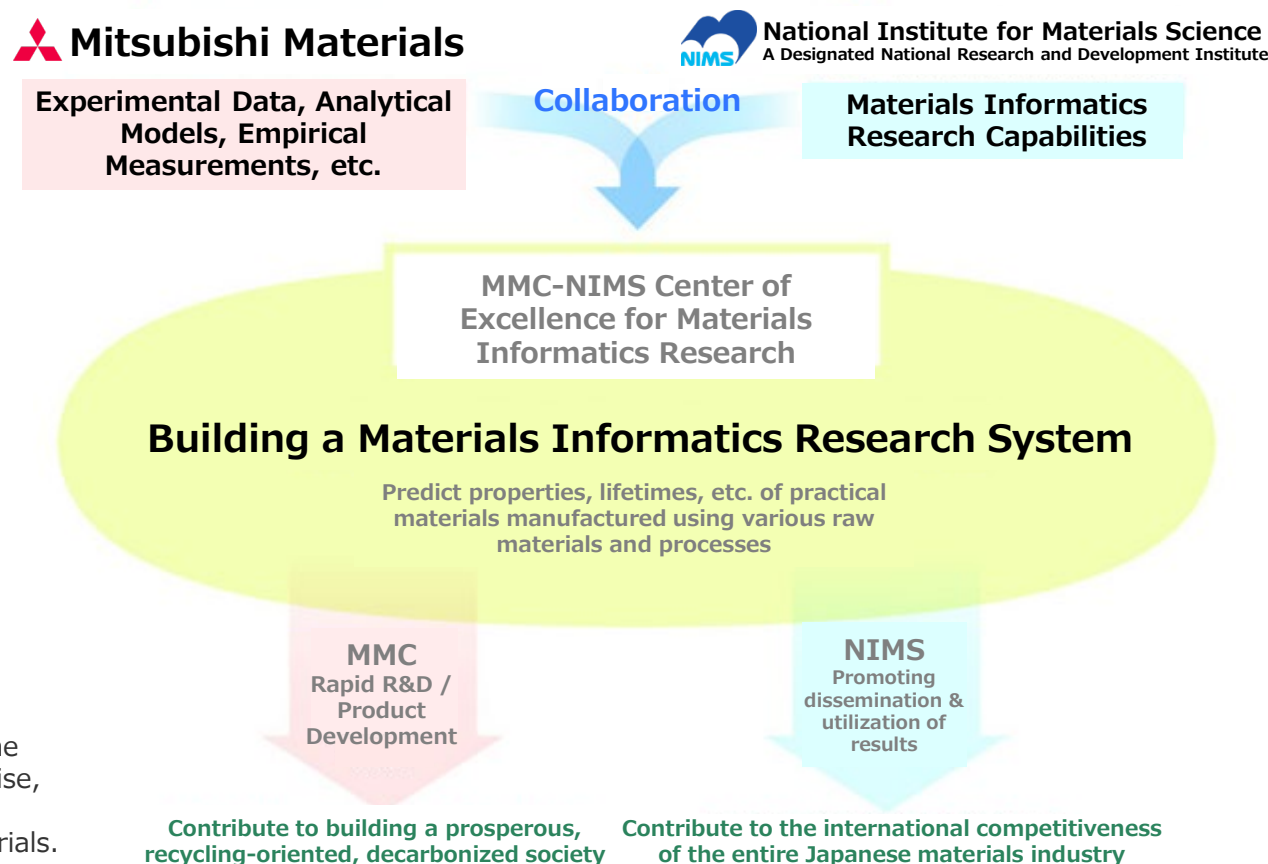 Mitsubishi Materials
NIMS
National Institute for Materials Science
A Designated National Research and Development Institute
Experimental Data, Analytical
Models, Empirical
Measurements, etc.
Collaboration
Materials Informatics
Research Capabilities
MMC-NIMS Center of
Excellence for Materials
Informatics Research
Building a Materials Informatics Research System
Predict properties, lifetimes, etc. of practical
materials manufactured using various raw
materials and processes
MMC
Rapid R&D /
Product
Development
NIMS
Promoting
dissemination &
utilization of
results
ne
ise,
rials.
Contribute to building a prosperous,
recycling-oriented, decarbonized society
Contribute to the international competitiveness
of the entire Japanese materials industry